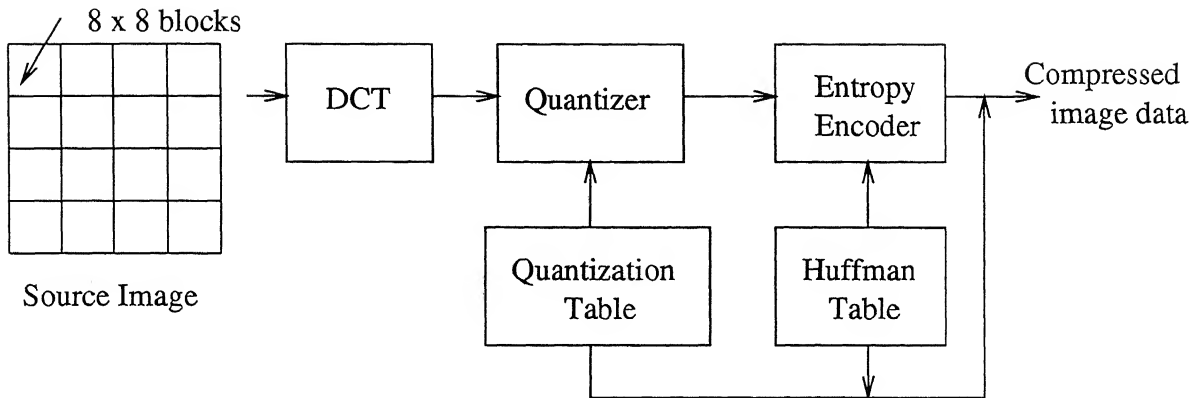 8 x 8 blocks
DCT
Quantizer
Entropy
Encoder
Compressed
image data
Quantization
Table
Huffman
Table
Source Image